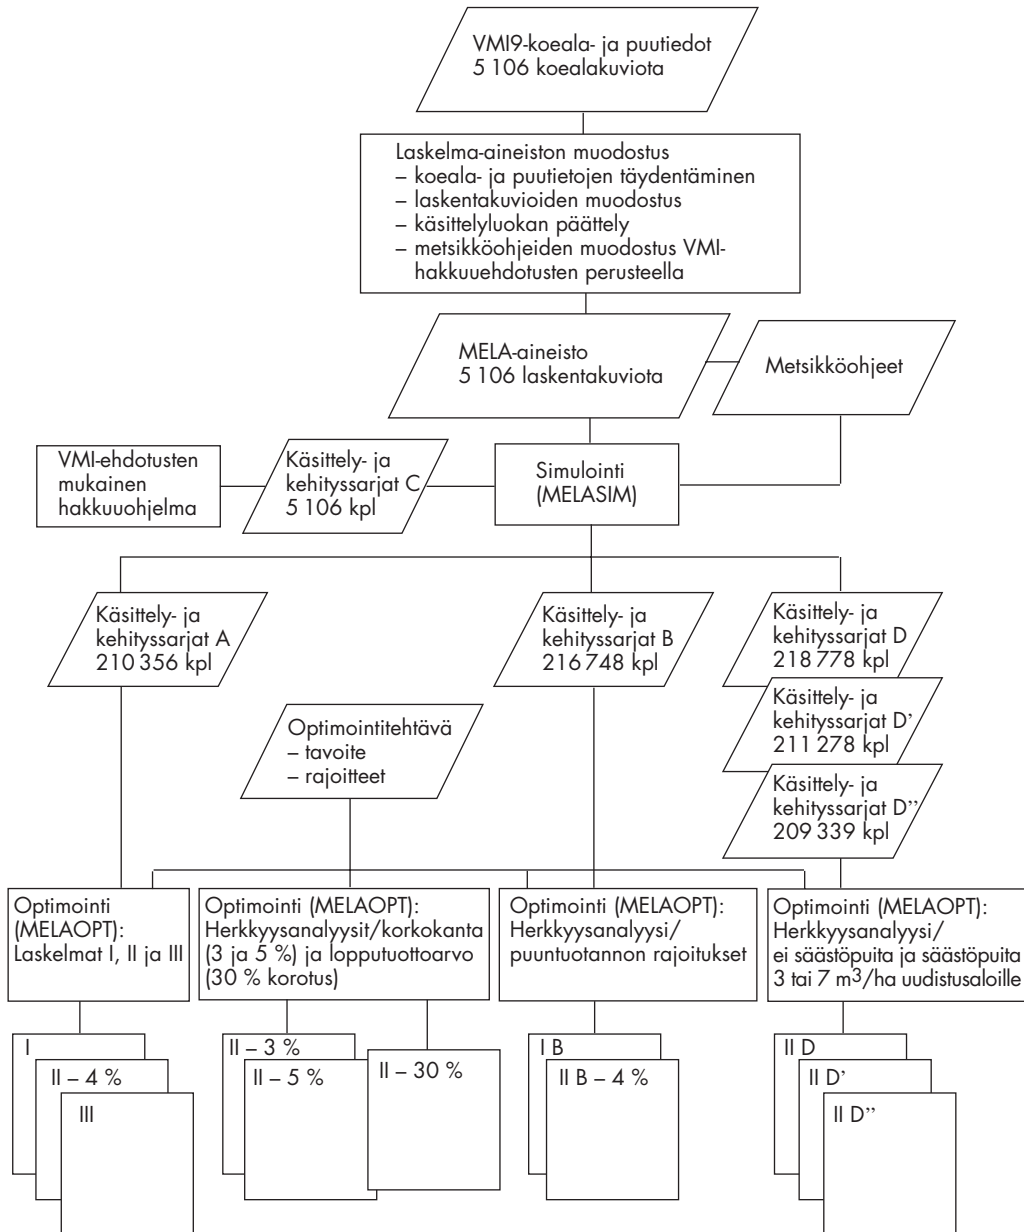 VMI9-koeala- ja puutiedot
5 106 koealakuviota
Laskelma-aineiston muodostus
– koeala- ja puutietojen täydentäminen
– laskentakuvioiden muodostus
– käsittelyluokan päättely
– metsikköohjeiden muodostus VMI-
hakkuuehdotusten perusteella
MELA-aineisto
5 106 laskentakuviota
Metsikköohjeet
VMI-ehdotusten
mukainen
hakkuuohjelma
Käsittely- ja
kehityssarjat C
5 106 kpl
Simulointi
(MELASIM)
Käsittely- ja
kehityssarjat A
210 356 kpl
Käsittely- ja
kehityssarjat B
216 748 kpl
Käsittely- ja
kehityssarjat D
218 778 kpl
Käsittely- ja
kehityssarjat D’
211 278 kpl
Käsittely- ja
kehityssarjat D’’
209 339 kpl
Optimointitehtävä
– tavoite
– rajoitteet
Optimointi
(MELAOPT):
Laskelmat I, II ja III
Optimointi (MELAOPT):
Herkkyysanalyysit/korkokanta
(3 ja 5 %) ja lopputuottoarvo
(30 % korotus)
Optimointi (MELAOPT):
Herkkyysanalyysi/
puuntuotannon rajoitukset
Optimointi (MELAOPT):
Herkkyysanalyysi/
ei säästöpuita ja säästöpuita
3 tai 7 m³/ha uudistusaloille
I
II – 4 %
III
II – 3 %
II – 5 %
II – 30 %
I B
II B – 4 %
II D
II D’
II D’’